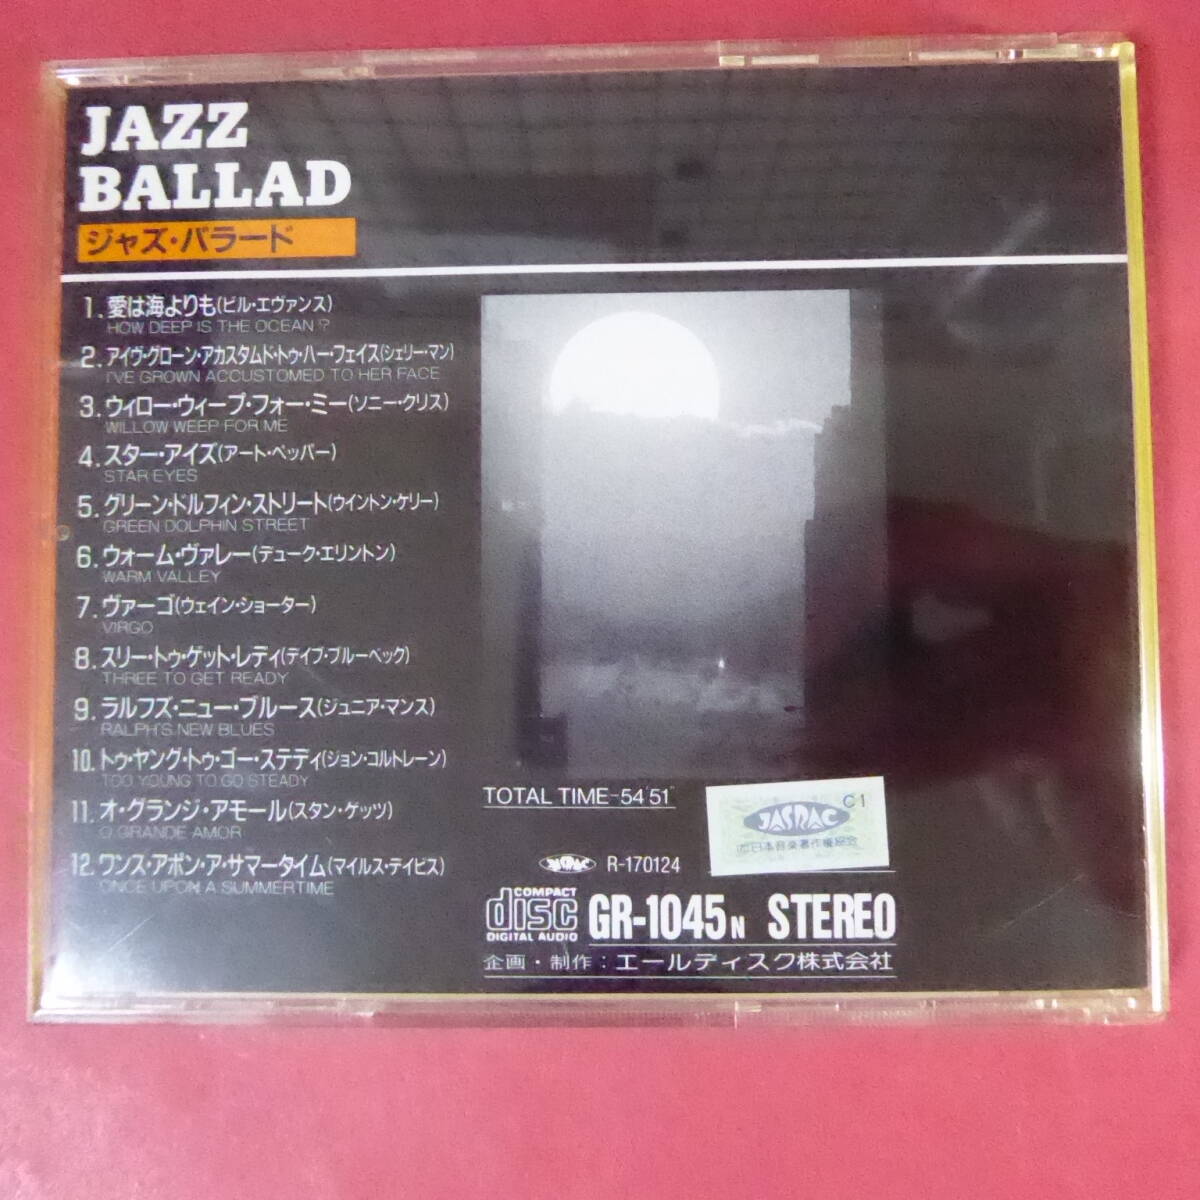 JAZZ
BALLAD
ジャズ・バラード
1. 愛は海よりも(ビル・エヴァンス)
HOW DEEP IS THE OCEAN?
2. アイヴ・グローン・アカスタムド・トゥ・ハー・フェイス(シェリー・マン)
I'VE GROWN ACCUSTOMED TO HER FACE
3. ウィロー・ウィープ・フォー・ミー(ソニー・クリス)
WILLOW WEEP FOR ME
4. スター・アイズ(アート・ペッパー)
STAR EYES
5. グリーン・ドルフィン・ストリート(ウイントン・ケリー)
GREEN DOLPHIN STREET
6. ウォーム・ヴァレー(デューク・エリントン)
WARM VALLEY
7. ヴァーゴ(ウェイン・ショーター)
VIRGO
8. スリー・トゥ・ゲット・レディ(デイブ・ブルーベック)
THREE TO GET READY
9. ラルフズ・ニュー・ブルース(ジュニア・マンス)
RALPH'S NEW BLUES
10. トゥ・ヤング・トゥ・ゴー・ステディ(ジョン・コルトレーン)
TOO YOUNG TO GO STEADY
11. オ・グランジ・アモール(スタン・ゲッツ)
O GRANDE AMOR
12. ワンス・アポン・ア・サマータイム(マイルス・デイビス)
ONCE UPON A SUMMERTIME
TOTAL TIME-54'51"
C1
JASRAC
日本音楽著作権協会
JASRAC R-170124
COMPACT
disc
DIGITAL AUDIO
GR-1045N STEREO
企画・制作：エールディスク株式会社